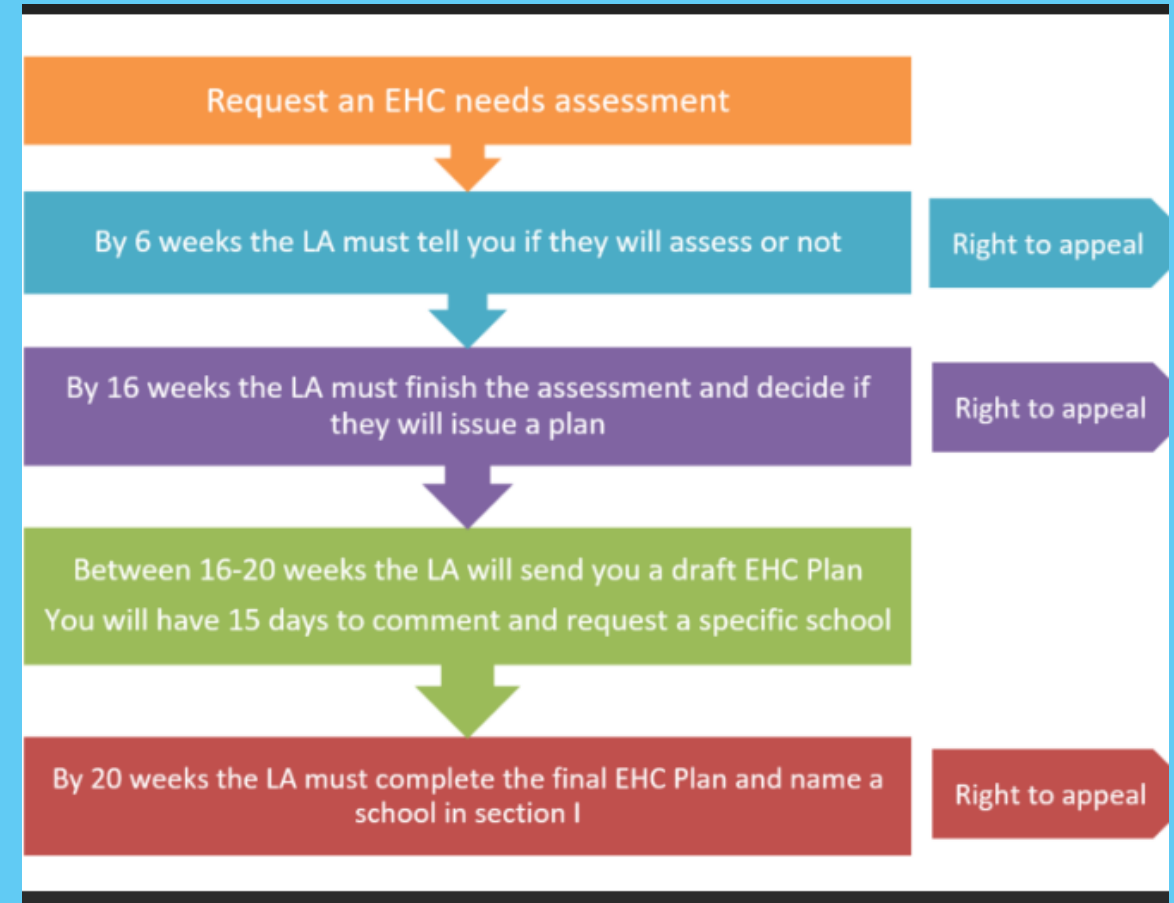 Request an EHC needs assessment
By 6 weeks the LA must tell you if they will assess or not
Right to appeal
By 16 weeks the LA must finish the assessment and decide if
they will issue a plan
Right to appeal
Between 16-20 weeks the LA will send you a draft EHC Plan
You will have 15 days to comment and request a specific school
By 20 weeks the LA must complete the final EHC Plan and name a
school in section I
Right to appeal